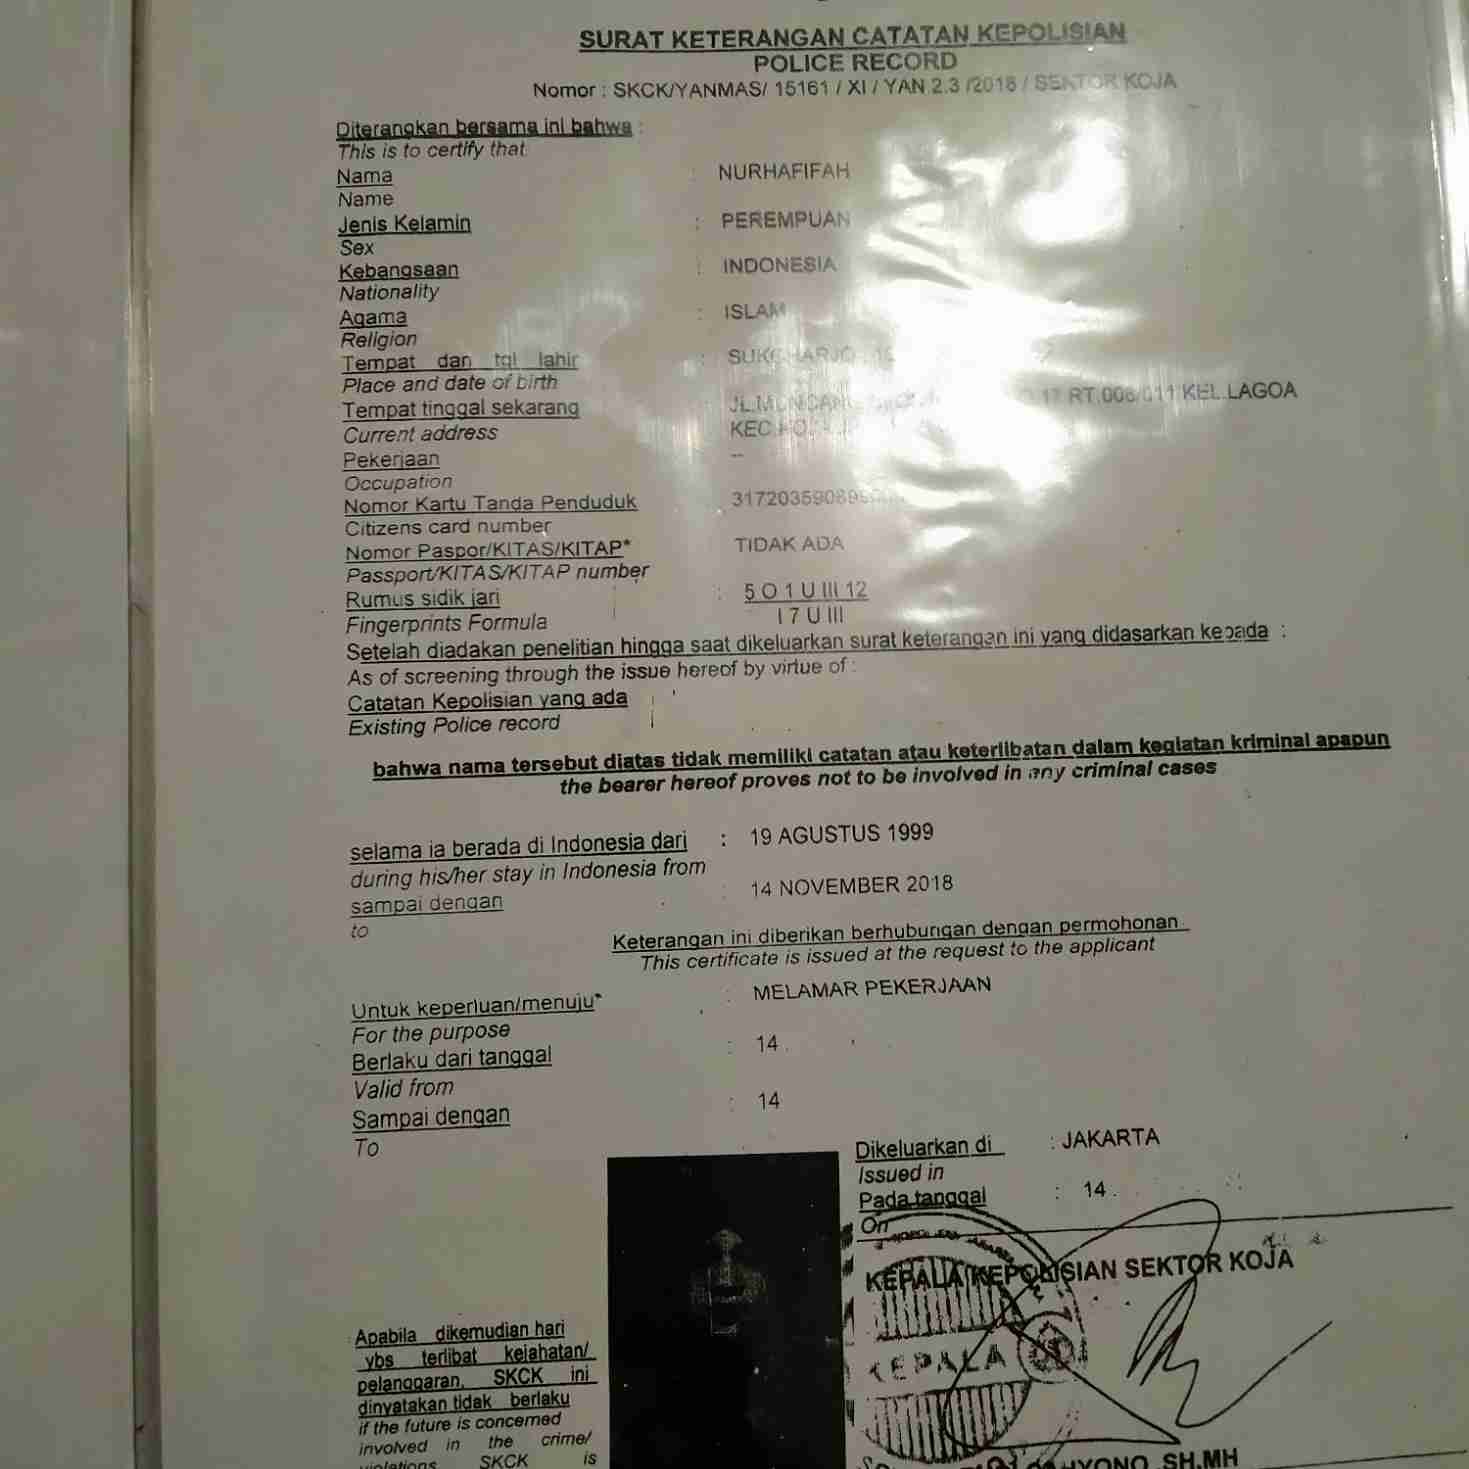 SURAT KETERANGAN CATATAN KEPOLISIAN
POLICE RECORD
Nomor : SKCK/YANMAS/ 15161 / XI / YAN 2.3 /2018 / SEKTOR KOJA
Diterangkan bersama ini bahwa :
This is to certify that
Nama : NURHAFIFAH
Name
Jenis Kelamin : PEREMPUAN
Sex
Kebangsaan : INDONESIA
Nationality
Agama : ISLAM
Religion
Tempat dan tgl lahir :
Place and date of birth
Tempat tinggal sekarang : JL. 17 RT.006/011 KEL.LAGOA
Current address KEC.
Pekerjaan --
Occupation
Nomor Kartu Tanda Penduduk
Citizens card number
Nomor Paspor/KITAS/KITAP* TIDAK ADA
Passport/KITAS/KITAP number
Rumus sidik jari : 5 O 1 U III 12
Fingerprints Formula I 7 U III
Setelah diadakan penelitian hingga saat dikeluarkan surat keterangan ini yang didasarkan kepada :
As of screening through the issue hereof by virtue of :
Catatan Kepolisian yang ada
Existing Police record
bahwa nama tersebut diatas tidak memiliki catatan atau keterlibatan dalam kegiatan kriminal apapun
the bearer hereof proves not to be involved in any criminal cases
selama ia berada di Indonesia dari : 19 AGUSTUS 1999
during his/her stay in Indonesia from
sampai dengan : 14 NOVEMBER 2018
to
Keterangan ini diberikan berhubungan dengan permohonan
This certificate is issued at the request to the applicant
Untuk keperluan/menuju* : MELAMAR PEKERJAAN
For the purpose
Berlaku dari tanggal : 14
Valid from
Sampai dengan : 14
To
Dikeluarkan di : JAKARTA
Issued in
Pada tanggal : 14
On
KEPALA KEPOLISIAN SEKTOR KOJA
KEPALA
Apabila dikemudian hari
ybs terlibat kejahatan/
pelanggaran, SKCK ini
dinyatakan tidak berlaku
if the future is concerned
involved in the crime/
violations SKCK is
SH.MH